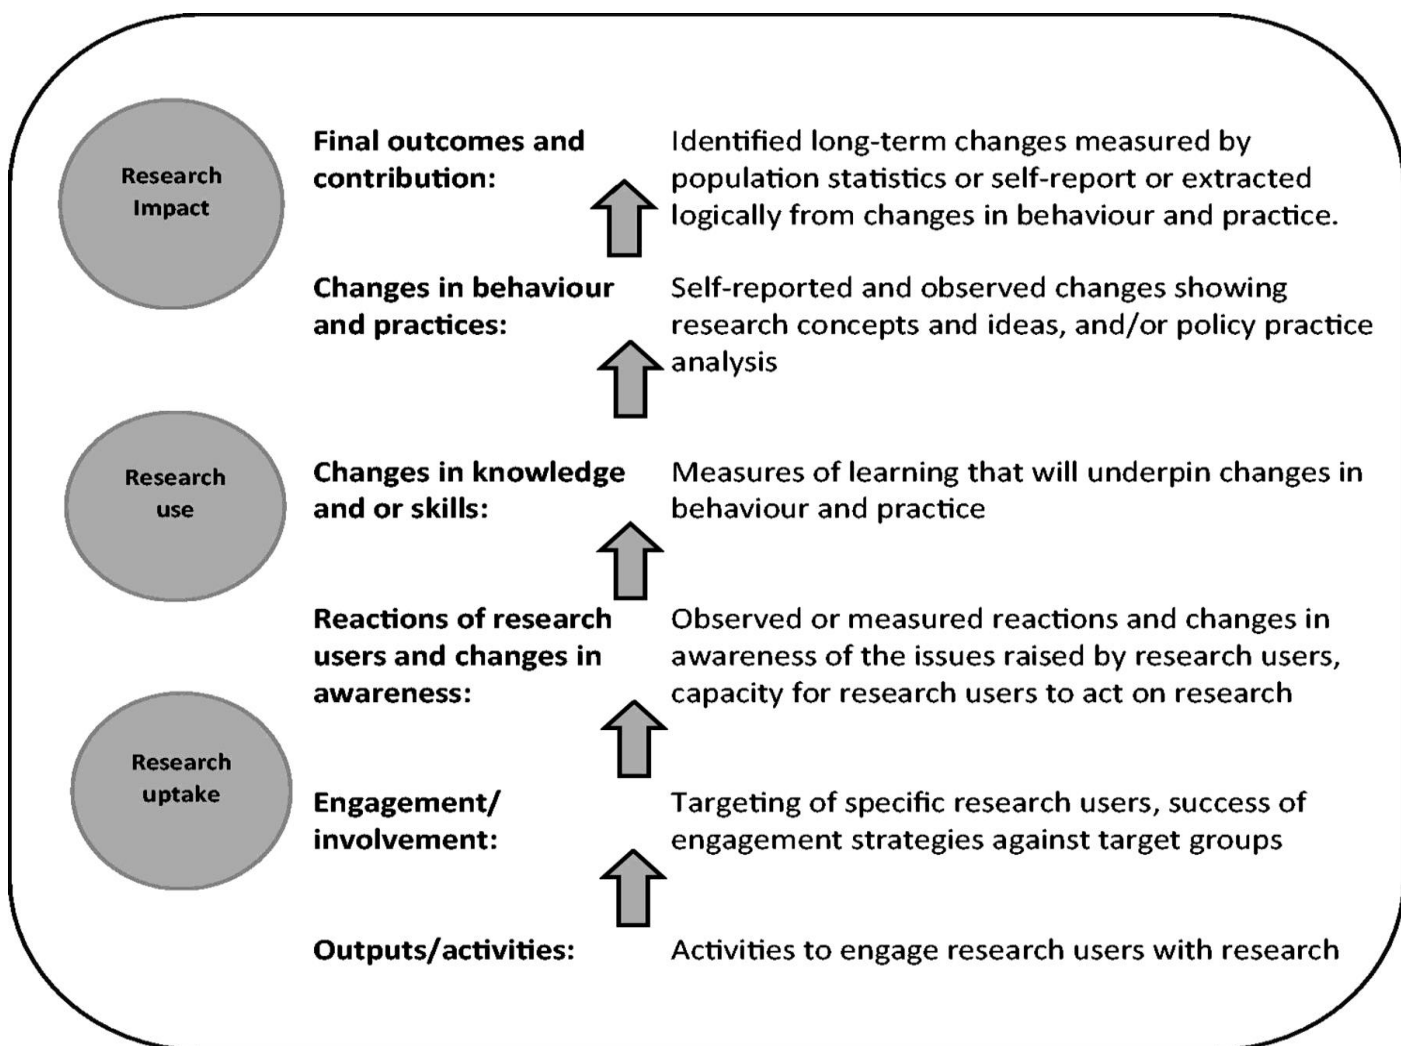 Research
Impact
Final outcomes and
contribution:
Identified long-term changes measured by
population statistics or self-report or extracted
logically from changes in behaviour and practice.
Changes in behaviour
and practices:
Self-reported and observed changes showing
research concepts and ideas, and/or policy practice
analysis
Research
use
Changes in knowledge
and or skills:
Measures of learning that will underpin changes in
behaviour and practice
Reactions of research
users and changes in
awareness:
Observed or measured reactions and changes in
awareness of the issues raised by research users,
capacity for research users to act on research
Research
uptake
Engagement/
involvement:
Targeting of specific research users, success of
engagement strategies against target groups
Outputs/activities:
Activities to engage research users with research